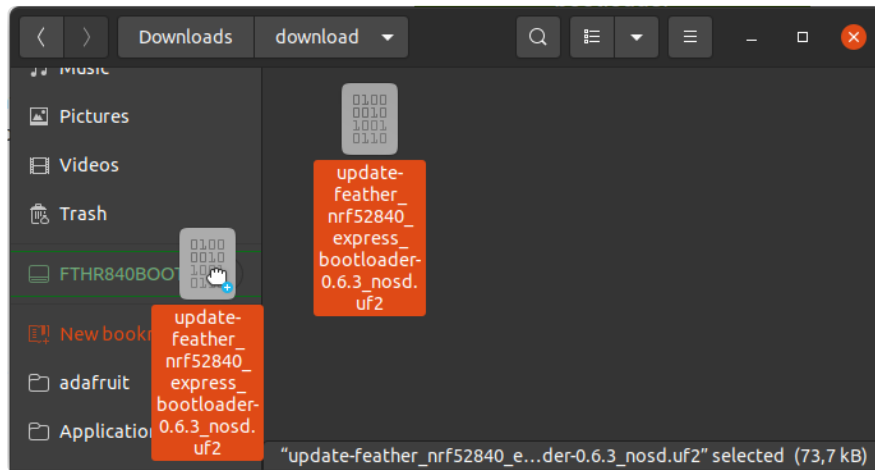 Downloads
download
Music
Pictures
Videos
Trash
FTHR840BOOT
New bookm
adafruit
Application
0100
0010
1001
0110
update-
feather_
nrf52840_
express_
bootloader-
0.6.3_nosd.
uf2
0100
0010
update-
feather_
nrf52840_
express_
bootloader-
0.6.3_nosd.
uf2
"update-feather_nrf52840_e…der-0.6.3_nosd.uf2" selected (73,7 kB)